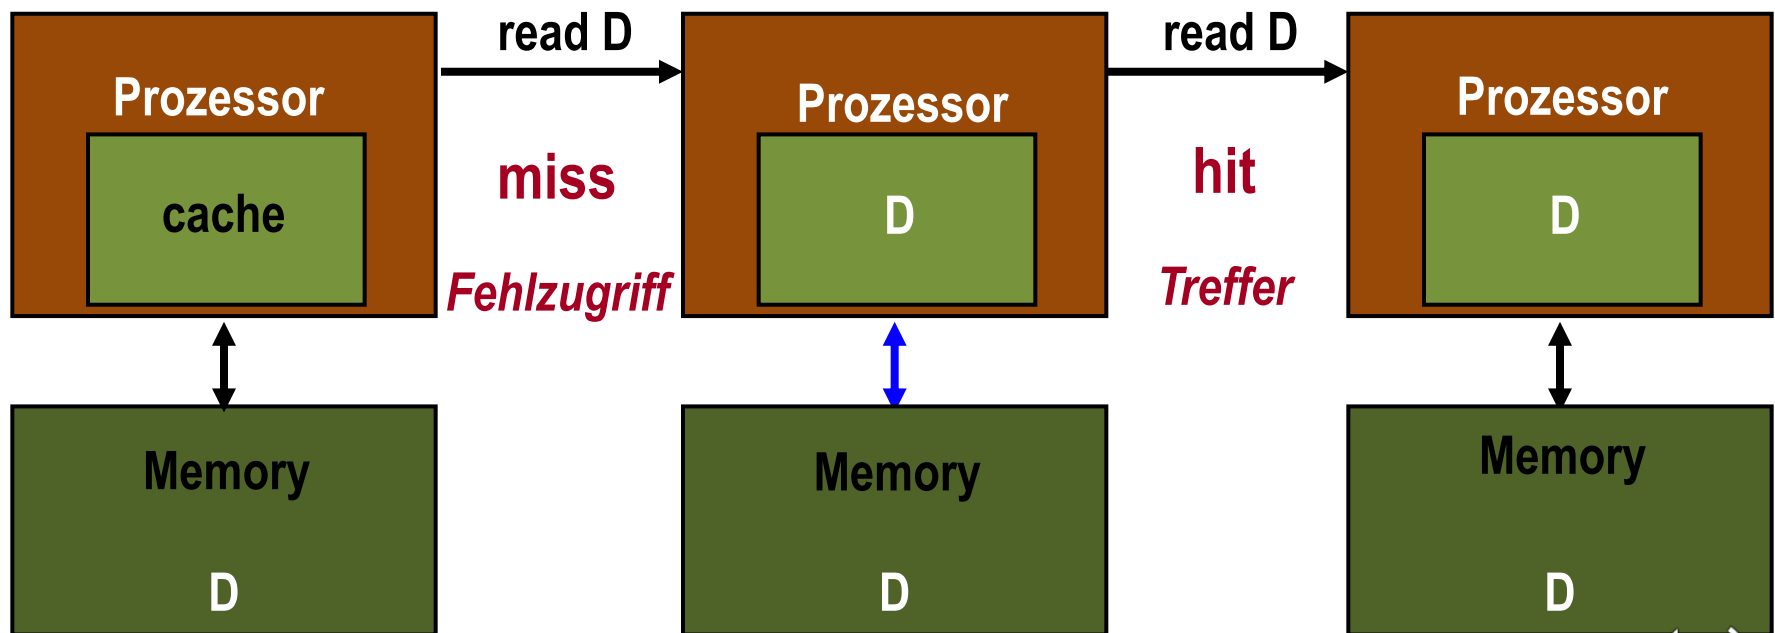 read D
read D
Prozessor
Prozessor
Prozessor
miss
hit
cache
D
D
Fehlzugriff
Treffer
Memory
Memory
Memory
D
D
D